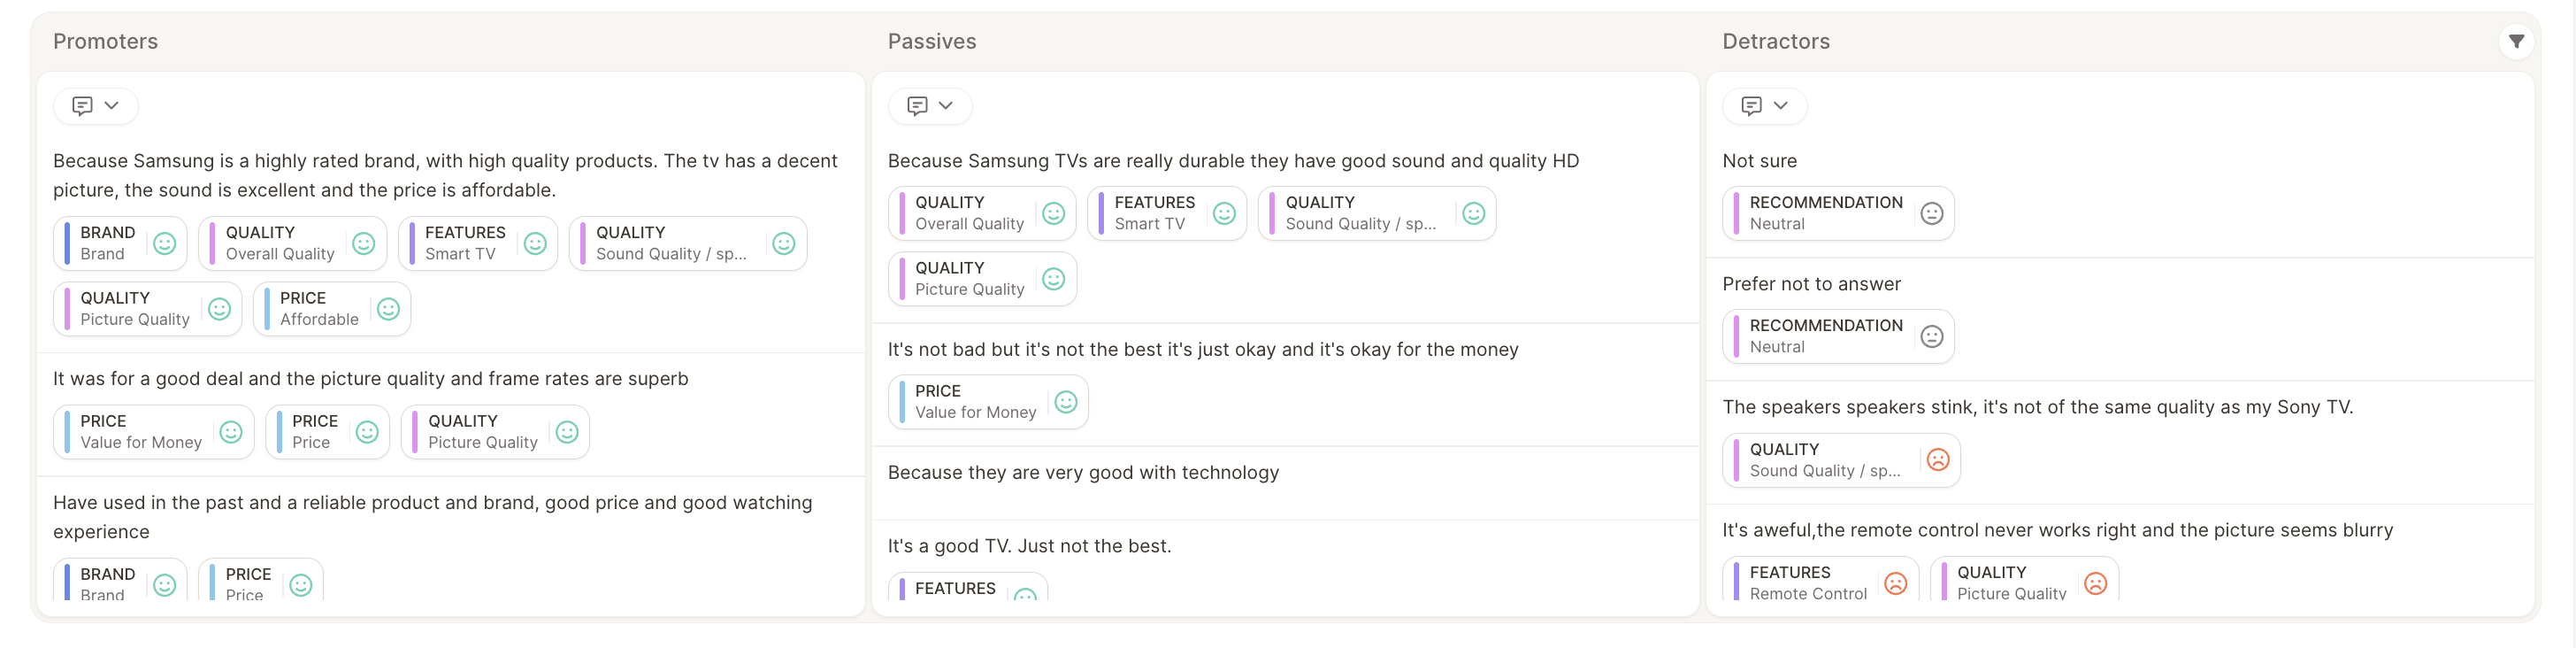 Promoters
Because Samsung is a highly rated brand, with high quality products. The tv has a decent
picture, the sound is excellent and the price is affordable.
BRAND
Brand
QUALITY
Overall Quality
FEATURES
Smart TV
QUALITY
Sound Quality / sp...
QUALITY
Picture Quality
PRICE
Affordable
It was for a good deal and the picture quality and frame rates are superb
PRICE
Value for Money
PRICE
Price
QUALITY
Picture Quality
Have used in the past and a reliable product and brand, good price and good watching
experience
BRAND
Brand
PRICE
Price
Passives
Because Samsung TVs are really durable they have good sound and quality HD
QUALITY
Overall Quality
FEATURES
Smart TV
QUALITY
Sound Quality / sp...
QUALITY
Picture Quality
It's not bad but it's not the best it's just okay and it's okay for the money
PRICE
Value for Money
Because they are very good with technology
It's a good TV. Just not the best.
FEATURES
Detractors
Not sure
RECOMMENDATION
Neutral
Prefer not to answer
RECOMMENDATION
Neutral
The speakers speakers stink, it's not of the same quality as my Sony TV.
QUALITY
Sound Quality / sp...
It's aweful,the remote control never works right and the picture seems blurry
FEATURES
Remote Control
QUALITY
Picture Quality